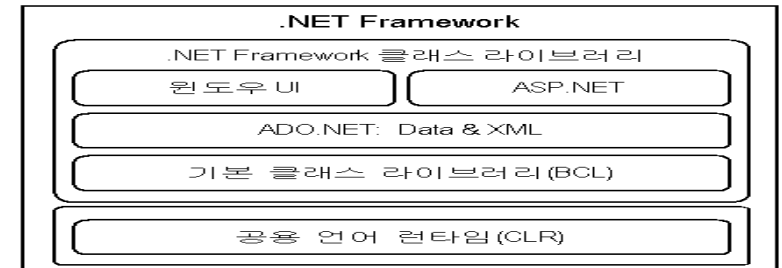 .NET Framework
.NET Framework 클래스 라이브러리
윈도우 UI
ASP.NET
ADO.NET: Data & XML
기본 클래스 라이브러리(BCL)
공용 언어 런타임(CLR)